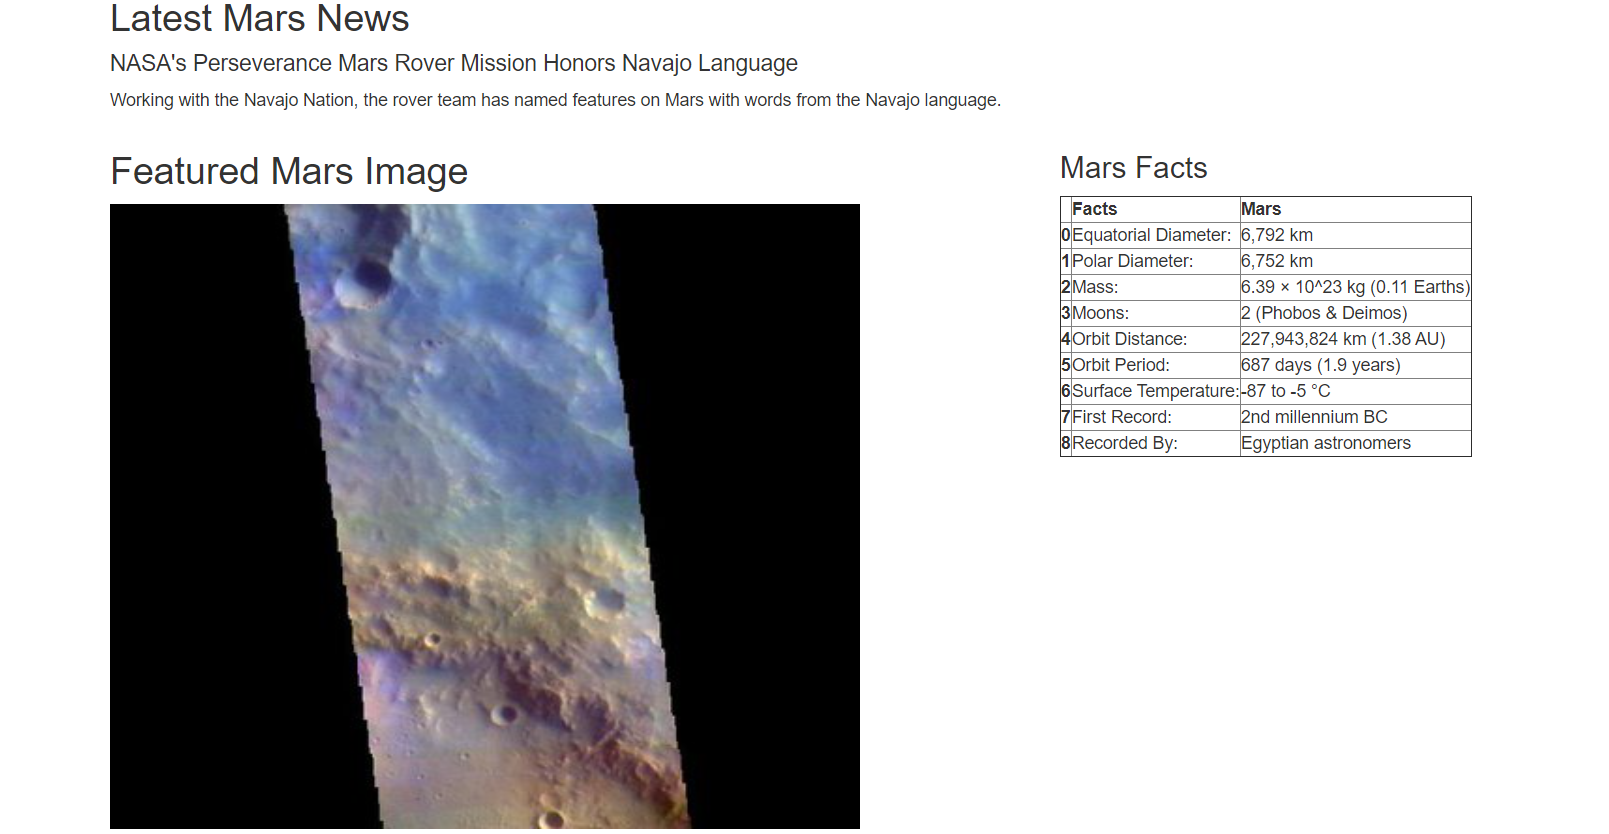 Latest Mars News
NASA's Perseverance Mars Rover Mission Honors Navajo Language
Working with the Navajo Nation, the rover team has named features on Mars with words from the Navajo language.
Featured Mars Image
Mars Facts
Facts Mars
0 Equatorial Diameter: 6,792 km
1 Polar Diameter: 6,752 km
2 Mass: 6.39 × 10^23 kg (0.11 Earths)
3 Moons: 2 (Phobos & Deimos)
4 Orbit Distance: 227,943,824 km (1.38 AU)
5 Orbit Period: 687 days (1.9 years)
6 Surface Temperature: -87 to -5 °C
7 First Record: 2nd millennium BC
8 Recorded By: Egyptian astronomers